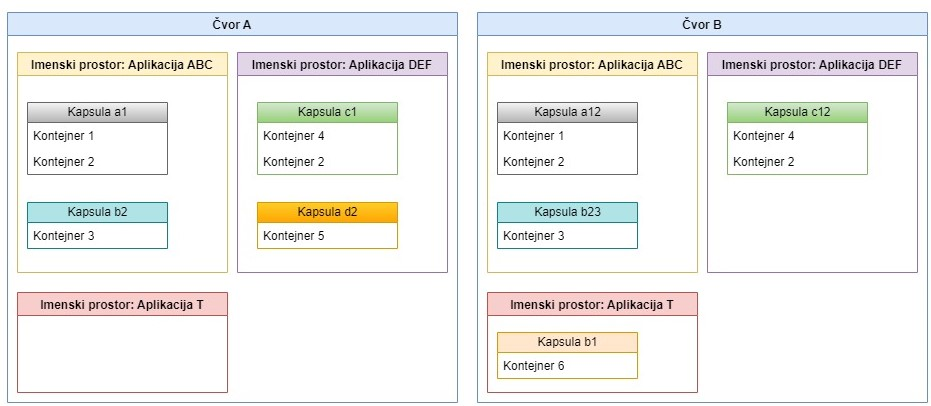 Čvor A
Imenski prostor: Aplikacija ABC
Kapsula a1
Kontejner 1
Kontejner 2
Kapsula b2
Kontejner 3
Imenski prostor: Aplikacija DEF
Kapsula c1
Kontejner 4
Kontejner 2
Kapsula d2
Kontejner 5
Imenski prostor: Aplikacija T
Čvor B
Imenski prostor: Aplikacija ABC
Kapsula a12
Kontejner 1
Kontejner 2
Kapsula b23
Kontejner 3
Imenski prostor: Aplikacija DEF
Kapsula c12
Kontejner 4
Kontejner 2
Imenski prostor: Aplikacija T
Kapsula b1
Kontejner 6